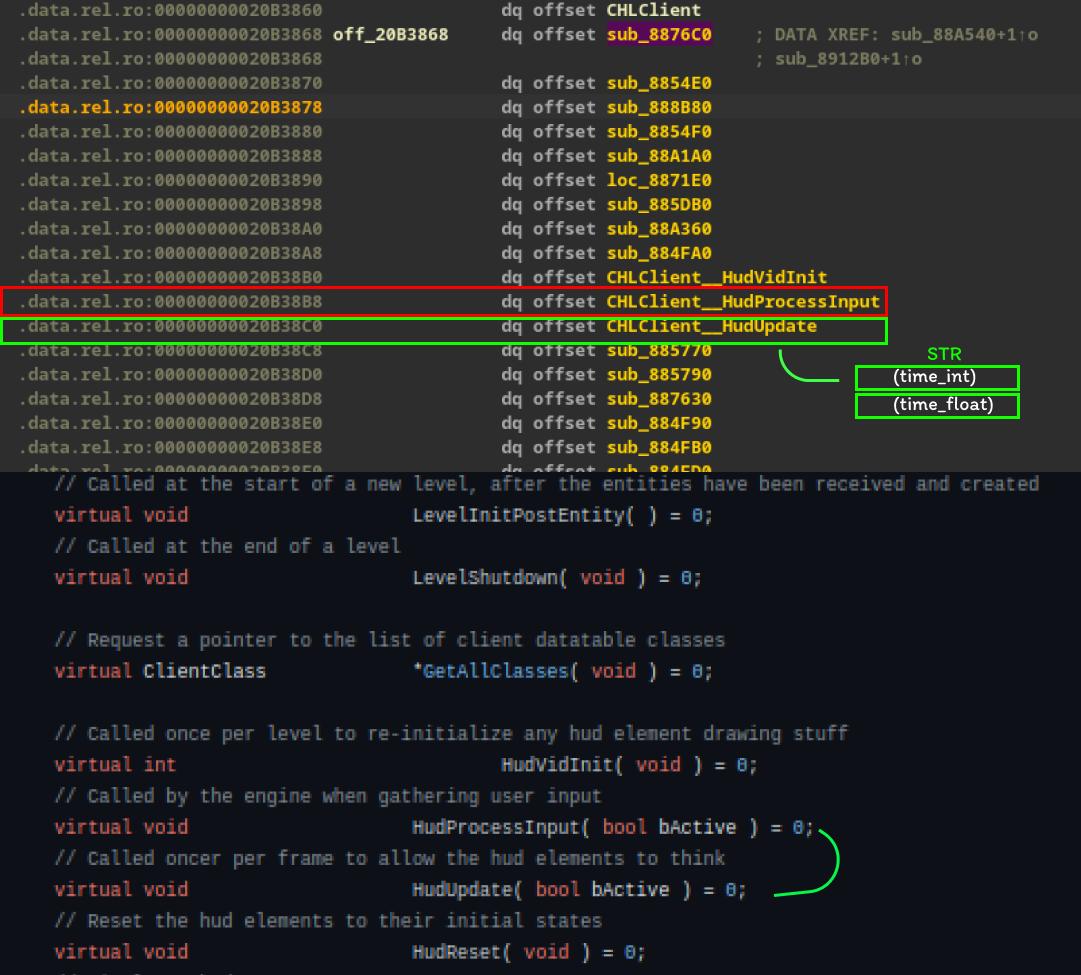 .data.rel.ro:00000000020B3860 dq offset CHLClient
.data.rel.ro:00000000020B3868 off_20B3868 dq offset sub_8876C0 ; DATA XREF: sub_88A540+1↑o
.data.rel.ro:00000000020B3868 ; sub_8912B0+1↑o
.data.rel.ro:00000000020B3870 dq offset sub_8854E0
.data.rel.ro:00000000020B3878 dq offset sub_888B80
.data.rel.ro:00000000020B3880 dq offset sub_8854F0
.data.rel.ro:00000000020B3888 dq offset sub_88A1A0
.data.rel.ro:00000000020B3890 dq offset loc_8871E0
.data.rel.ro:00000000020B3898 dq offset sub_885DB0
.data.rel.ro:00000000020B38A0 dq offset sub_88A360
.data.rel.ro:00000000020B38A8 dq offset sub_884FA0
.data.rel.ro:00000000020B38B0 dq offset CHLClient__HudVidInit
.data.rel.ro:00000000020B38B8 dq offset CHLClient__HudProcessInput
.data.rel.ro:00000000020B38C0 dq offset CHLClient__HudUpdate
.data.rel.ro:00000000020B38C8 dq offset sub_885770
STR
.data.rel.ro:00000000020B38D0 dq offset sub_885790
(time_int)
.data.rel.ro:00000000020B38D8 dq offset sub_887630
(time_float)
.data.rel.ro:00000000020B38E0 dq offset sub_884F90
.data.rel.ro:00000000020B38E8 dq offset sub_884FB0
.data.rel.ro:00000000020B38F0 dq offset sub_884FD0
// Called at the start of a new level, after the entities have been received and created
virtual void LevelInitPostEntity( ) = 0;
// Called at the end of a level
virtual void LevelShutdown( void ) = 0;
// Request a pointer to the list of client datatable classes
virtual ClientClass *GetAllClasses( void ) = 0;
// Called once per level to re-initialize any hud element drawing stuff
virtual int HudVidInit( void ) = 0;
// Called by the engine when gathering user input
virtual void HudProcessInput( bool bActive ) = 0;
// Called oncer per frame to allow the hud elements to think
virtual void HudUpdate( bool bActive ) = 0;
// Reset the hud elements to their initial states
virtual void HudReset( void ) = 0;